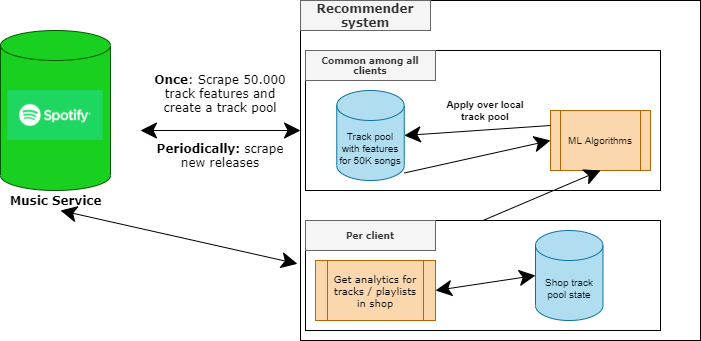 Recommender
system
Common among all
clients
Once: Scrape 50.000
track features and
create a track pool
Spotify
Apply over local
track pool
Track pool
with features
for 50K songs
ML Algorithms
Periodically: scrape
new releases
Music Service
Per client
Get analytics for
tracks / playlists
in shop
Shop track
pool state